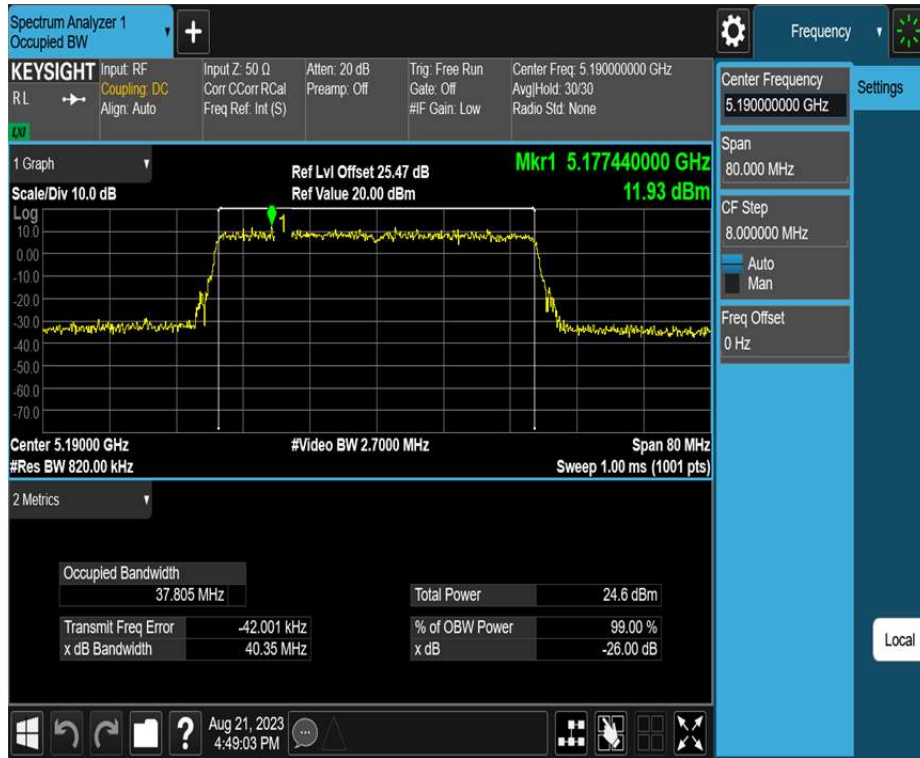 Spectrum Analyzer 1
Occupied BW
+
Frequency
KEYSIGHT
RL
LXI
Input: RF
Coupling: DC
Align: Auto
Input Z: 50 Ω
Corr CCorr RCal
Freq Ref: Int (S)
Atten: 20 dB
Preamp: Off
Trig: Free Run
Gate: Off
#IF Gain: Low
Center Freq: 5.190000000 GHz
Avg|Hold: 30/30
Radio Std: None
Center Frequency
5.190000000 GHz
Settings
Span
80.000 MHz
CF Step
8.000000 MHz
Auto
Man
Freq Offset
0 Hz
1 Graph
Scale/Div 10.0 dB
Ref Lvl Offset 25.47 dB
Ref Value 20.00 dBm
Mkr1 5.177440000 GHz
11.93 dBm
Log
10.0
0.00
-10.0
-20.0
-30.0
-40.0
-50.0
-60.0
-70.0
1
Center 5.19000 GHz
#Video BW 2.7000 MHz
Span 80 MHz
#Res BW 820.00 kHz
Sweep 1.00 ms (1001 pts)
2 Metrics
Occupied Bandwidth
37.805 MHz
Total Power 24.6 dBm
Transmit Freq Error -42.001 kHz
% of OBW Power 99.00 %
x dB Bandwidth 40.35 MHz
x dB -26.00 dB
Local
?
Aug 21, 2023
4:49:03 PM